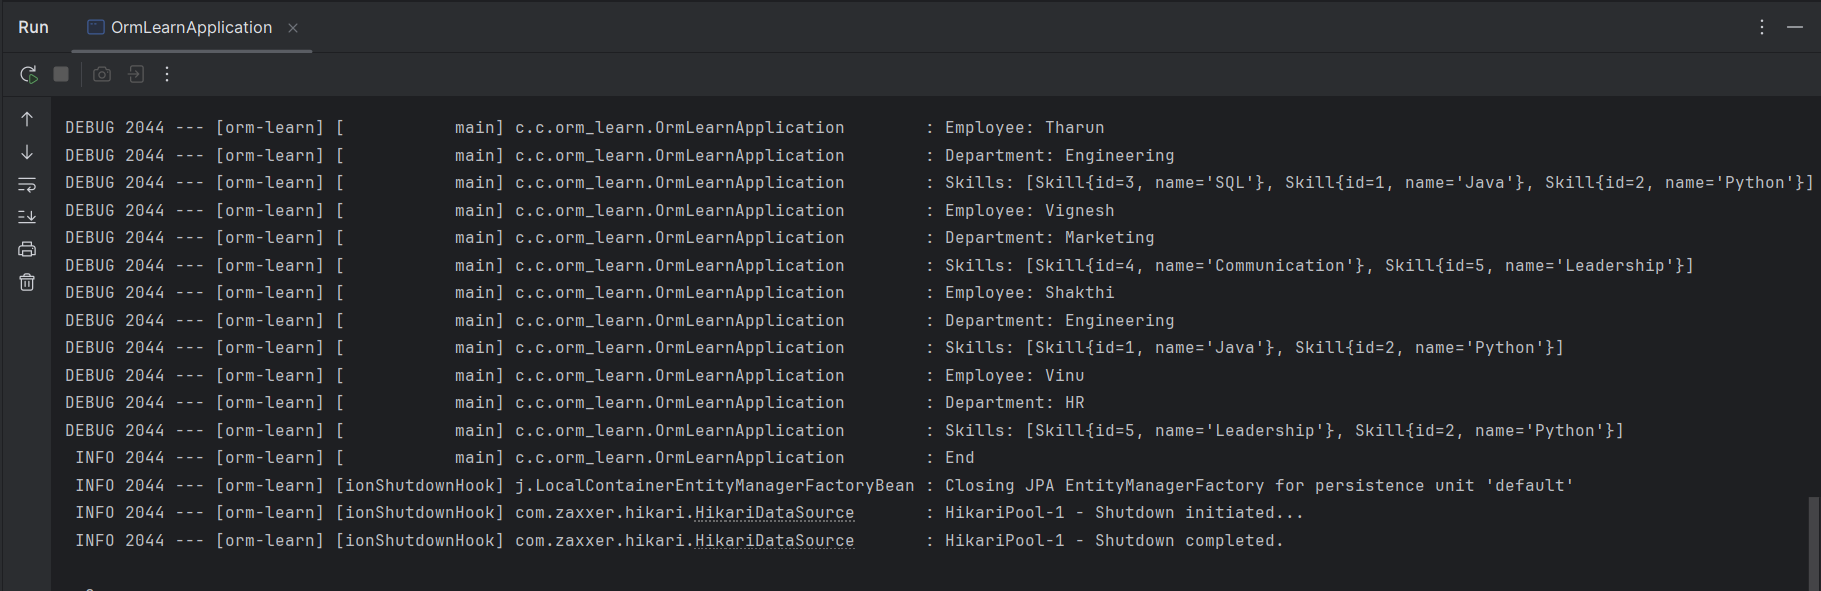 Run OrmLearnApplication
DEBUG 2044 --- [orm-learn] [           main] c.c.orm_learn.OrmLearnApplication        : Employee: Tharun
DEBUG 2044 --- [orm-learn] [           main] c.c.orm_learn.OrmLearnApplication        : Department: Engineering
DEBUG 2044 --- [orm-learn] [           main] c.c.orm_learn.OrmLearnApplication        : Skills: [Skill{id=3, name='SQL'}, Skill{id=1, name='Java'}, Skill{id=2, name='Python'}]
DEBUG 2044 --- [orm-learn] [           main] c.c.orm_learn.OrmLearnApplication        : Employee: Vignesh
DEBUG 2044 --- [orm-learn] [           main] c.c.orm_learn.OrmLearnApplication        : Department: Marketing
DEBUG 2044 --- [orm-learn] [           main] c.c.orm_learn.OrmLearnApplication        : Skills: [Skill{id=4, name='Communication'}, Skill{id=5, name='Leadership'}]
DEBUG 2044 --- [orm-learn] [           main] c.c.orm_learn.OrmLearnApplication        : Employee: Shakthi
DEBUG 2044 --- [orm-learn] [           main] c.c.orm_learn.OrmLearnApplication        : Department: Engineering
DEBUG 2044 --- [orm-learn] [           main] c.c.orm_learn.OrmLearnApplication        : Skills: [Skill{id=1, name='Java'}, Skill{id=2, name='Python'}]
DEBUG 2044 --- [orm-learn] [           main] c.c.orm_learn.OrmLearnApplication        : Employee: Vinu
DEBUG 2044 --- [orm-learn] [           main] c.c.orm_learn.OrmLearnApplication        : Department: HR
DEBUG 2044 --- [orm-learn] [           main] c.c.orm_learn.OrmLearnApplication        : Skills: [Skill{id=5, name='Leadership'}, Skill{id=2, name='Python'}]
 INFO 2044 --- [orm-learn] [           main] c.c.orm_learn.OrmLearnApplication        : End
 INFO 2044 --- [orm-learn] [ionShutdownHook] j.LocalContainerEntityManagerFactoryBean : Closing JPA EntityManagerFactory for persistence unit 'default'
 INFO 2044 --- [orm-learn] [ionShutdownHook] com.zaxxer.hikari.HikariDataSource       : HikariPool-1 - Shutdown initiated...
 INFO 2044 --- [orm-learn] [ionShutdownHook] com.zaxxer.hikari.HikariDataSource       : HikariPool-1 - Shutdown completed.